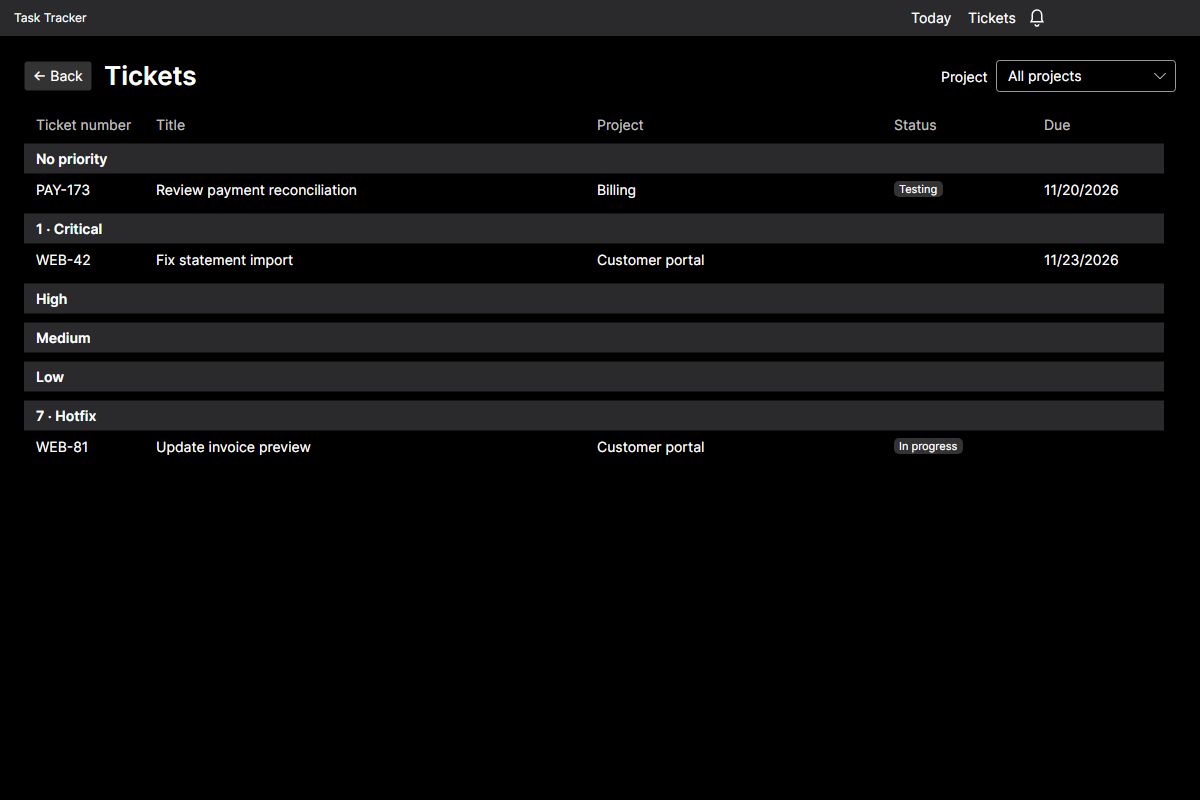 Task Tracker Today Tickets
← Back Tickets Project All projects
Ticket number Title Project Status Due
No priority
PAY-173 Review payment reconciliation Billing Testing 11/20/2026
1 · Critical
WEB-42 Fix statement import Customer portal 11/23/2026
High
Medium
Low
7 · Hotfix
WEB-81 Update invoice preview Customer portal In progress